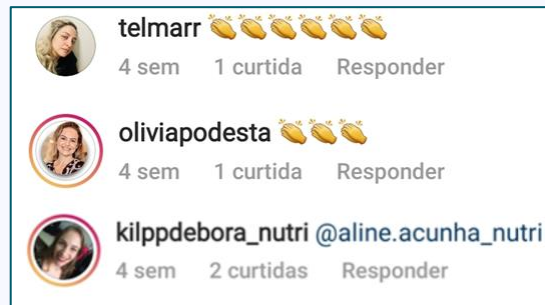 telmarr 👏👏👏👏👏👏
4 sem 1 curtida Responder
oliviapodesta 👏👏👏
4 sem 1 curtida Responder
kilppdebora_nutri @aline.acunha_nutri
4 sem 2 curtidas Responder